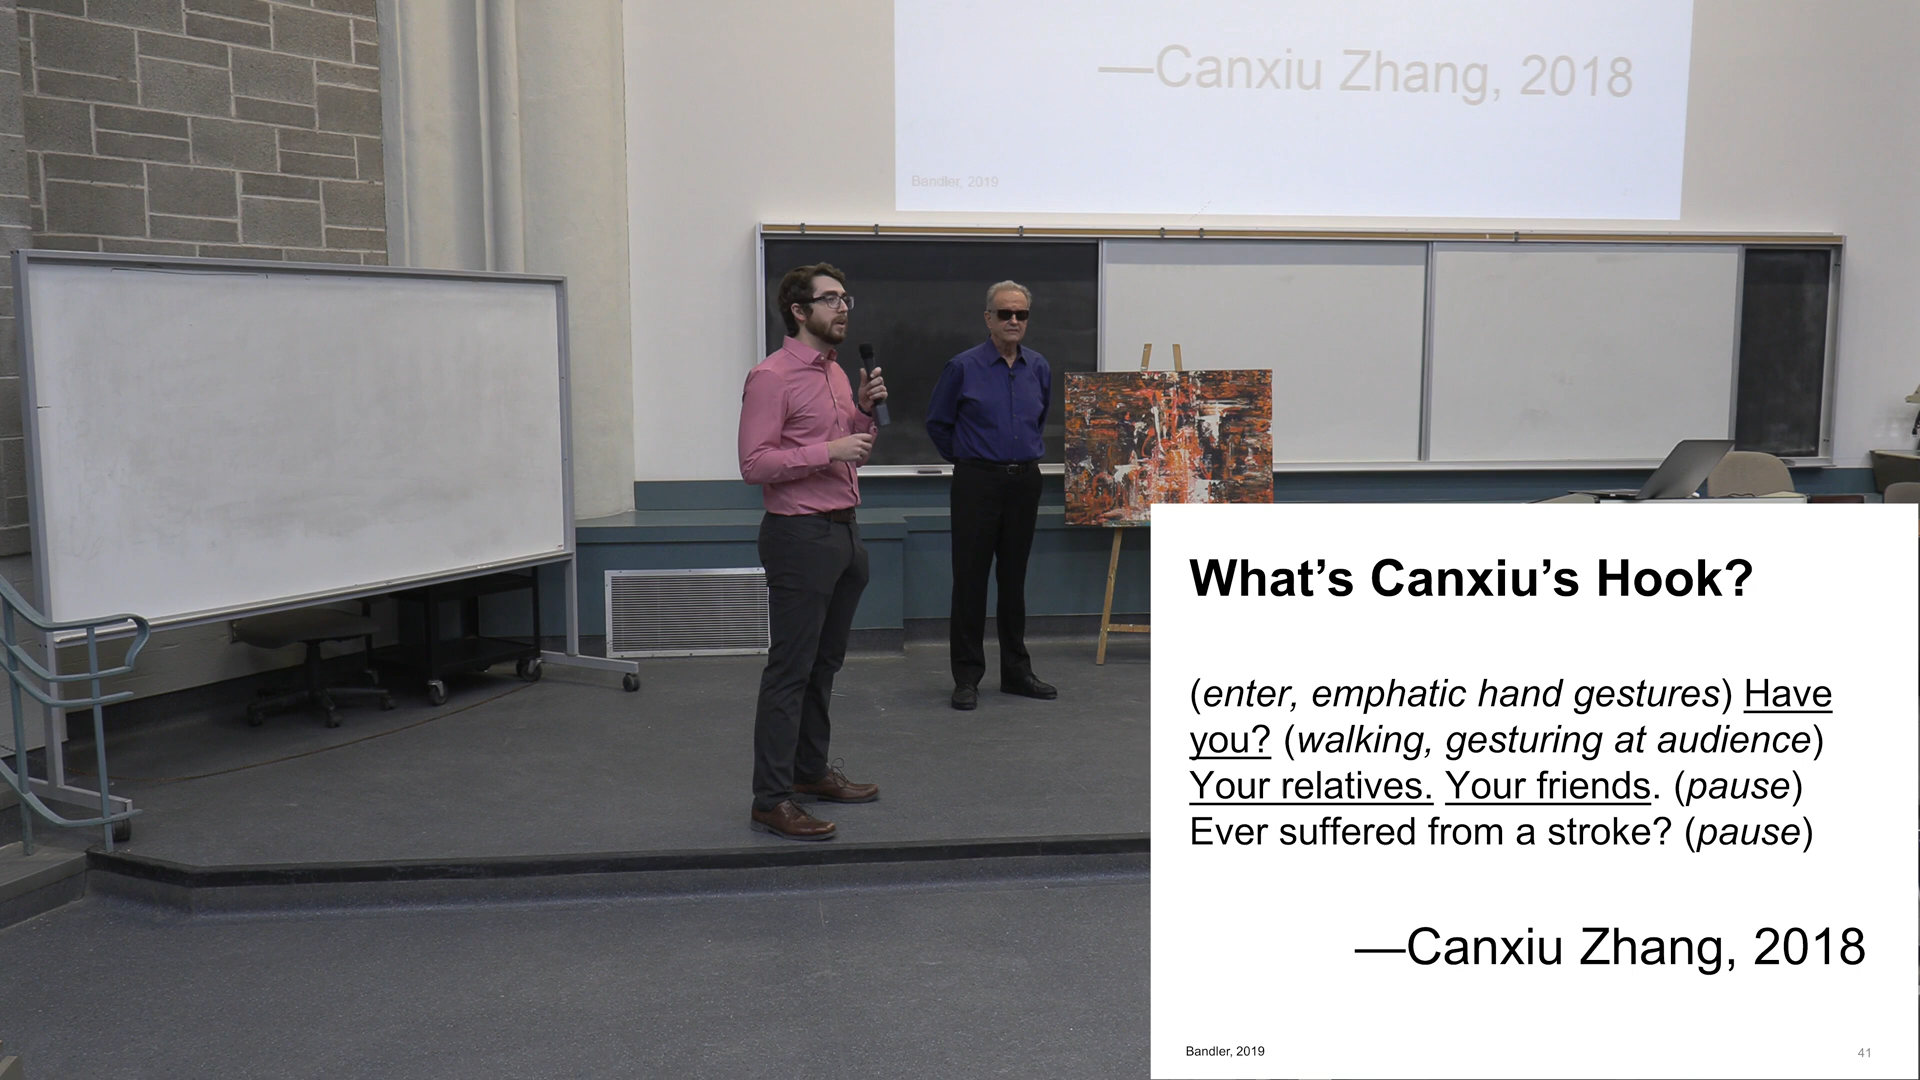 —Canxiu Zhang, 2018
Bandler, 2019
What’s Canxiu’s Hook?
(enter, emphatic hand gestures) Have
you? (walking, gesturing at audience)
Your relatives. Your friends. (pause)
Ever suffered from a stroke? (pause)
—Canxiu Zhang, 2018
Bandler, 2019
41